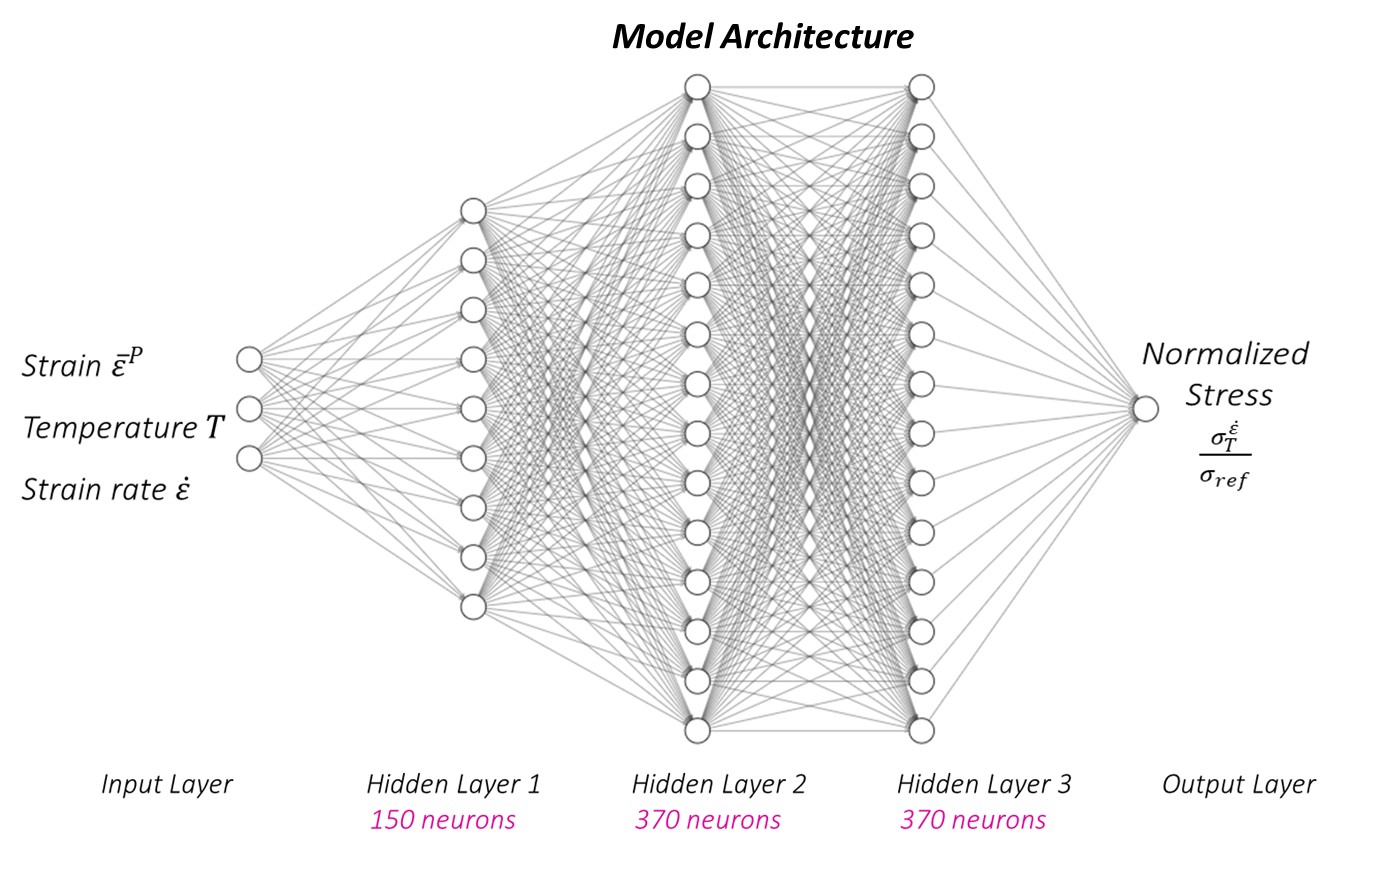 Model Architecture
Strain ε̄ᴾ
Temperature T
Strain rate ε̇
Normalized
Stress
σ_T^ε̇
σ_ref
Input Layer
Hidden Layer 1
Hidden Layer 2
Hidden Layer 3
Output Layer
150 neurons
370 neurons
370 neurons